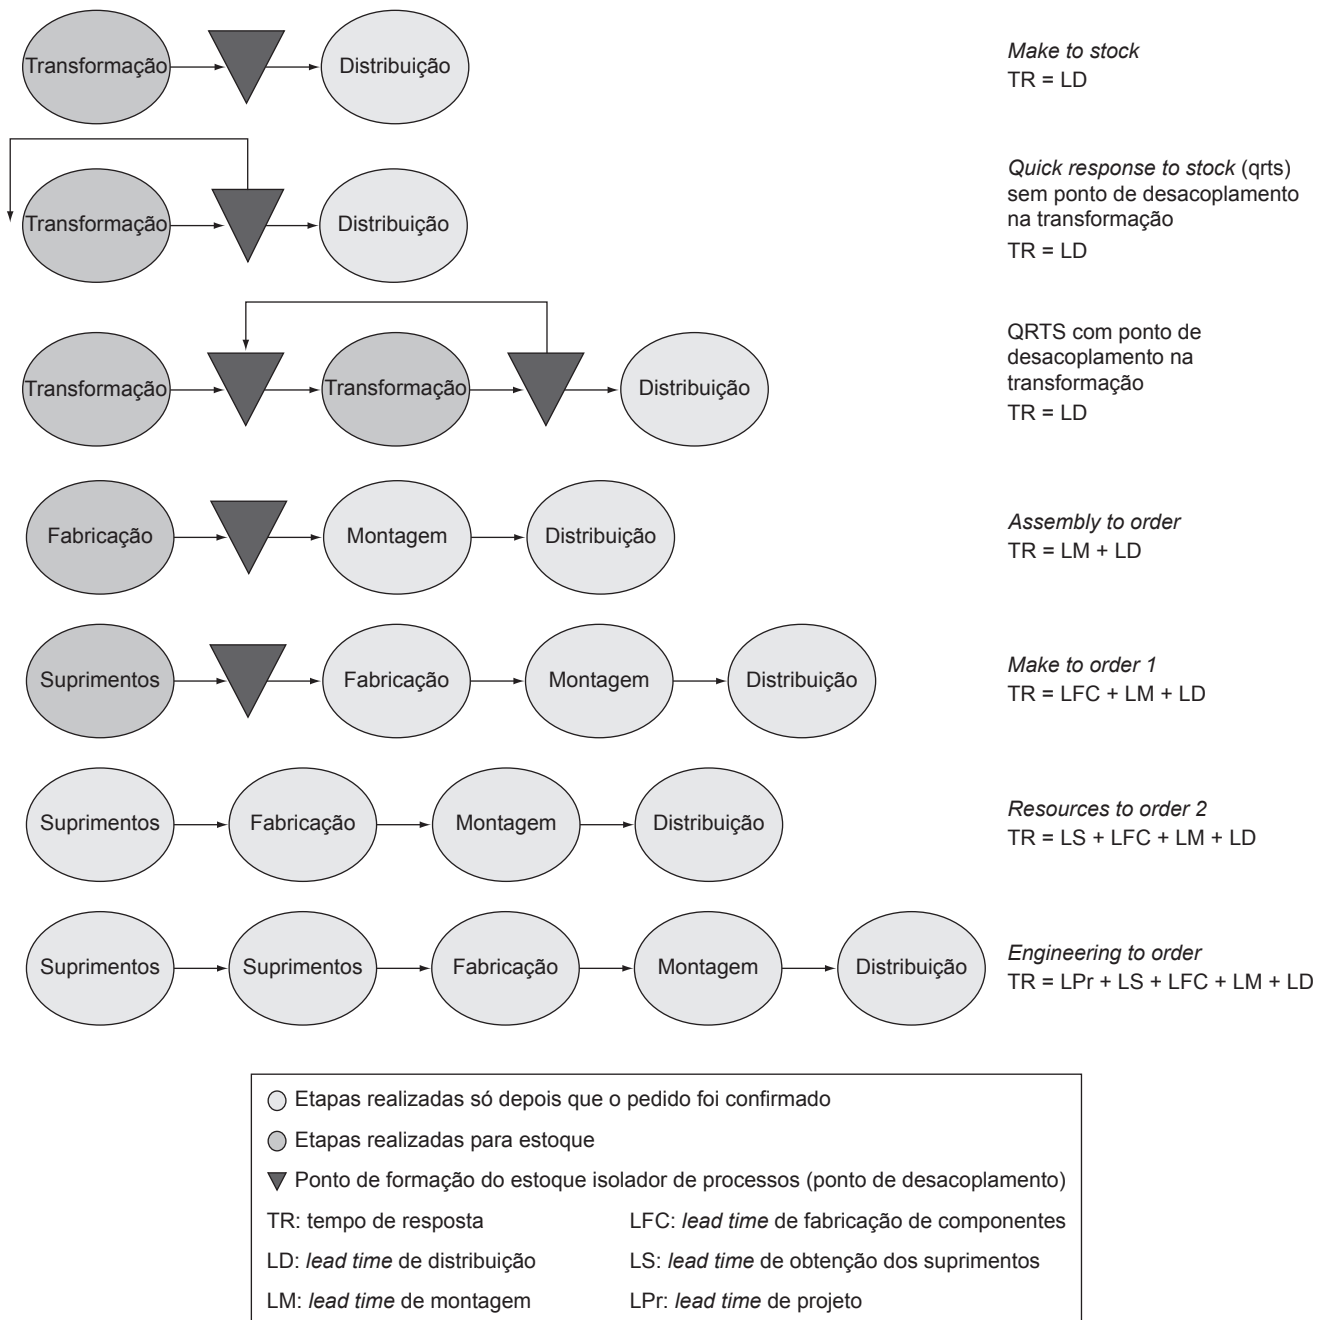 Transformação
Distribuição
Make to stock
TR = LD
Transformação
Distribuição
Quick response to stock (qrts)
sem ponto de desacoplamento
na transformação
TR = LD
Transformação
Transformação
Distribuição
QRTS com ponto de
desacoplamento na
transformação
TR = LD
Fabricação
Montagem
Distribuição
Assembly to order
TR = LM + LD
Suprimentos
Fabricação
Montagem
Distribuição
Make to order 1
TR = LFC + LM + LD
Suprimentos
Fabricação
Montagem
Distribuição
Resources to order 2
TR = LS + LFC + LM + LD
Suprimentos
Suprimentos
Fabricação
Montagem
Distribuição
Engineering to order
TR = LPr + LS + LFC + LM + LD
Etapas realizadas só depois que o pedido foi confirmado
Etapas realizadas para estoque
Ponto de formação do estoque isolador de processos (ponto de desacoplamento)
TR: tempo de resposta
LFC: lead time de fabricação de componentes
LD: lead time de distribuição
LS: lead time de obtenção dos suprimentos
LM: lead time de montagem
LPr: lead time de projeto